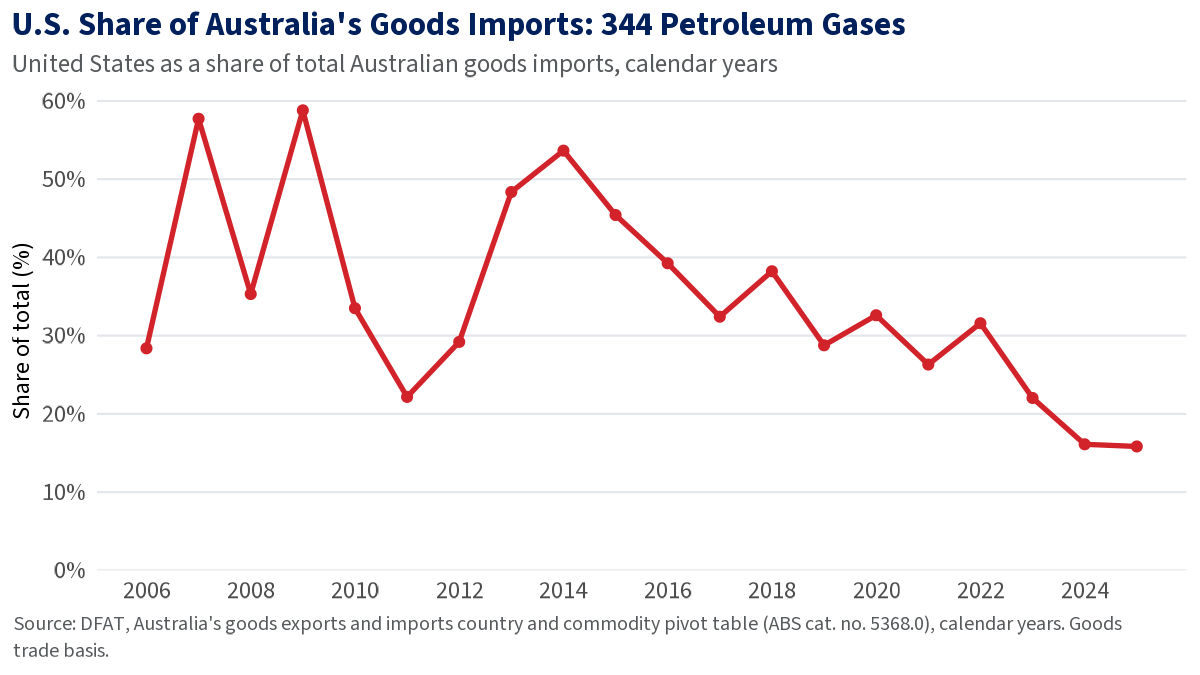 U.S. Share of Australia's Goods Imports: 344 Petroleum Gases
United States as a share of total Australian goods imports, calendar years
Share of total (%)
60%
50%
40%
30%
20%
10%
0%
2006 2008 2010 2012 2014 2016 2018 2020 2022 2024
Source: DFAT, Australia's goods exports and imports country and commodity pivot table (ABS cat. no. 5368.0), calendar years. Goods
trade basis.